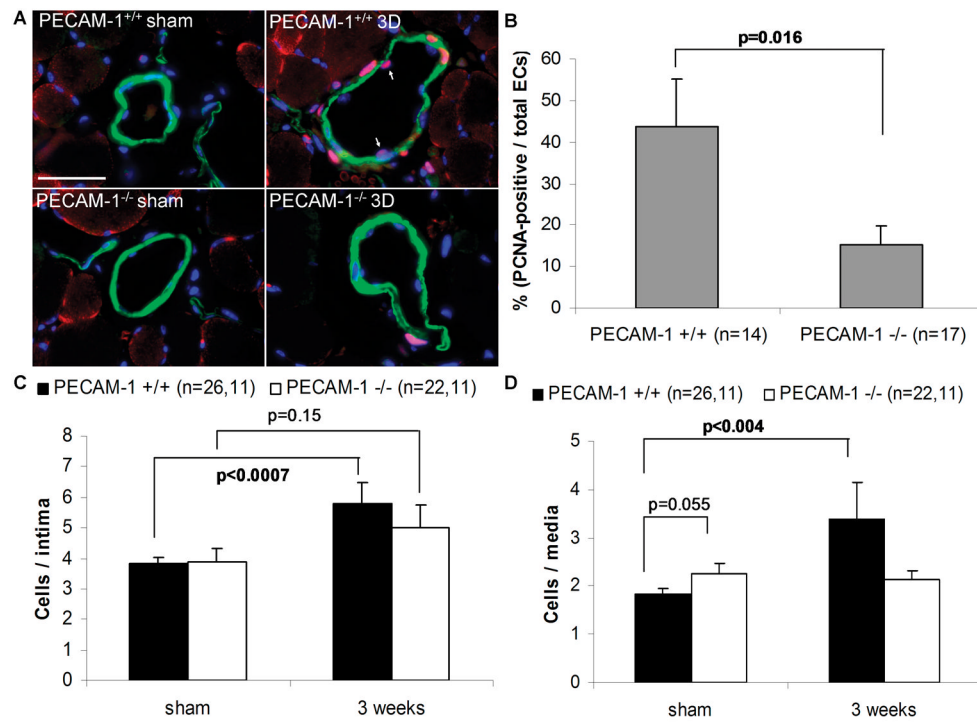 A
PECAM-1+/+ sham
PECAM-1+/+ 3D
PECAM-1-/- sham
PECAM-1-/- 3D
B
p=0.016
% (PCNA-positive / total ECs)
70
60
50
40
30
20
10
0
PECAM-1 +/+ (n=14)
PECAM-1 -/- (n=17)
C
PECAM-1 +/+ (n=26,11)
PECAM-1 -/- (n=22,11)
p=0.15
p<0.0007
Cells / intima
8
7
6
5
4
3
2
1
0
sham
3 weeks
D
PECAM-1 +/+ (n=26,11)
PECAM-1 -/- (n=22,11)
p<0.004
p=0.055
Cells / media
5
4
3
2
1
0
sham
3 weeks